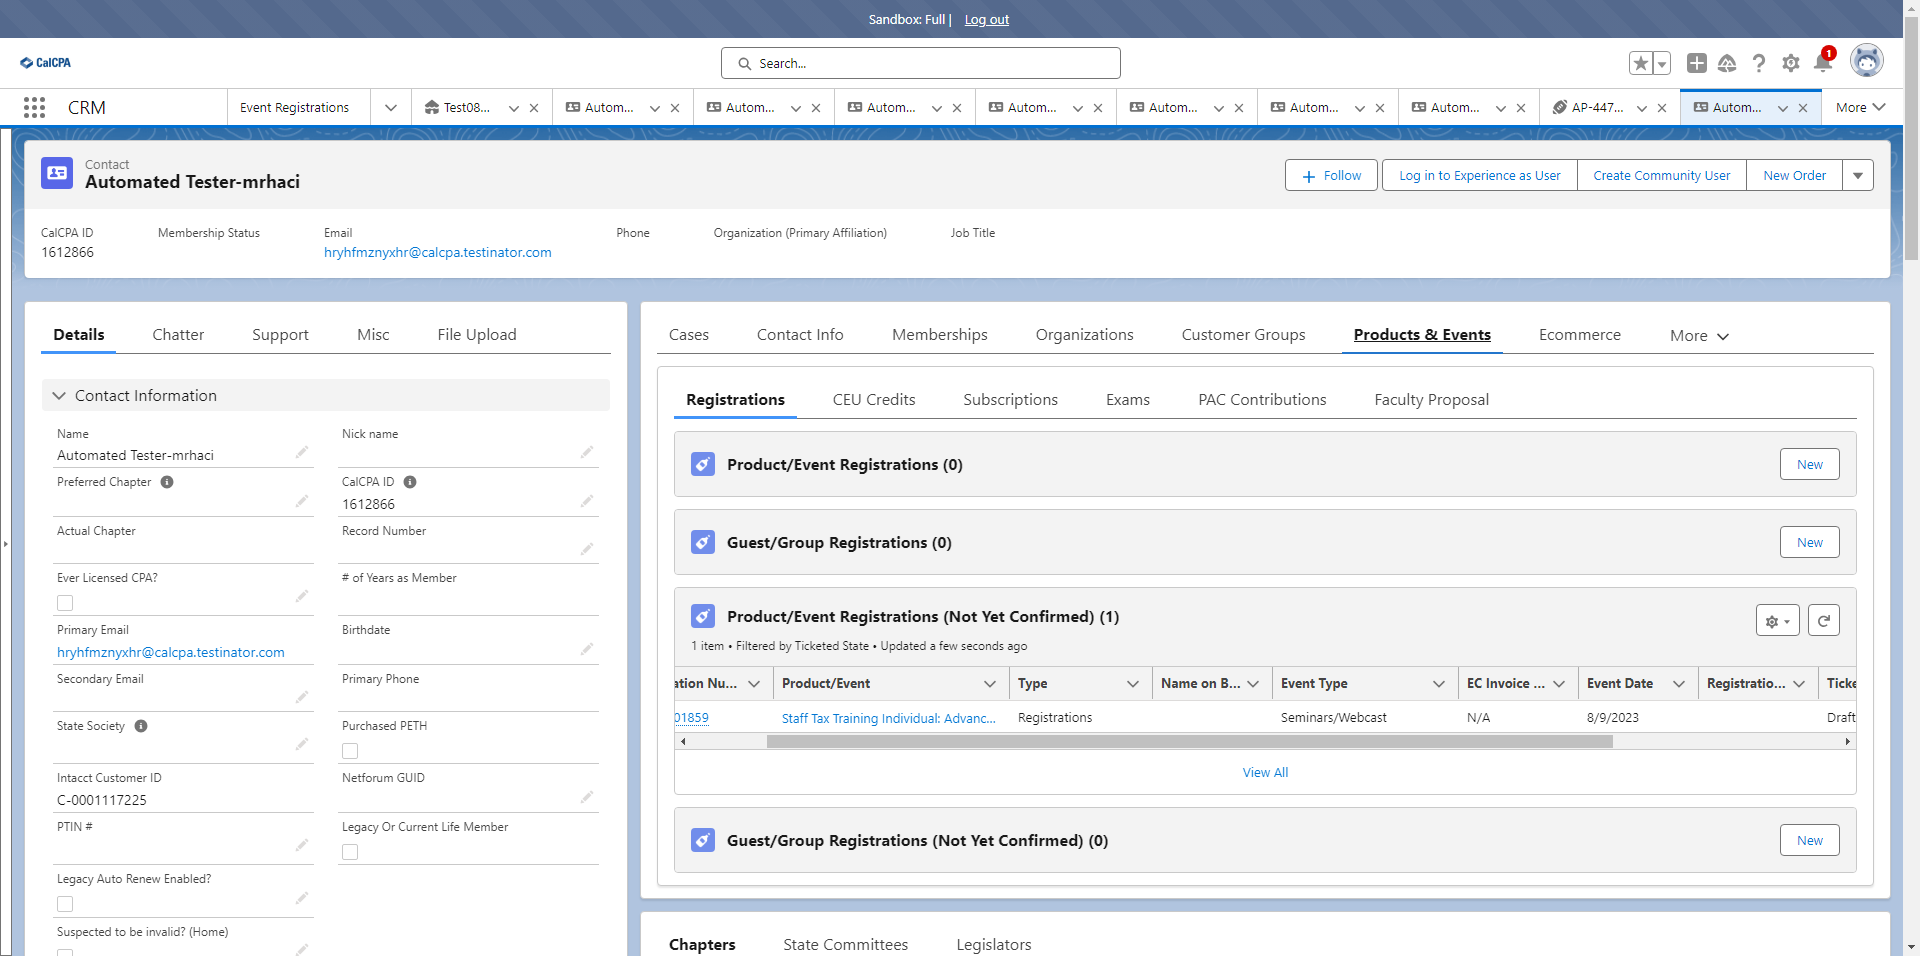 Sandbox: Full | Log out
CalCPA
Search...
1
CRM
Event Registrations
Test08...
Autom...
Autom...
Autom...
Autom...
Autom...
Autom...
Autom...
AP-447...
Autom...
More
Contact
Automated Tester-mrhaci
Follow
Log in to Experience as User
Create Community User
New Order
CalCPA ID
1612866
Membership Status
Email
hryhfmznyxhr@calcpa.testinator.com
Phone
Organization (Primary Affiliation)
Job Title
Details
Chatter
Support
Misc
File Upload
Contact Information
Name
Automated Tester-mrhaci
Nick name
Preferred Chapter
CalCPA ID
1612866
Actual Chapter
Record Number
Ever Licensed CPA?
# of Years as Member
Primary Email
hryhfmznyxhr@calcpa.testinator.com
Birthdate
Secondary Email
Primary Phone
State Society
Purchased PETH
Intacct Customer ID
C-0001117225
Netforum GUID
PTIN #
Legacy Or Current Life Member
Legacy Auto Renew Enabled?
Suspected to be invalid? (Home)
Cases
Contact Info
Memberships
Organizations
Customer Groups
Products & Events
Ecommerce
More
Registrations
CEU Credits
Subscriptions
Exams
PAC Contributions
Faculty Proposal
Product/Event Registrations (0)
New
Guest/Group Registrations (0)
New
Product/Event Registrations (Not Yet Confirmed) (1)
1 item • Filtered by Ticketed State • Updated a few seconds ago
ation Nu...
Product/Event
Type
Name on B...
Event Type
EC Invoice ...
Event Date
Registratio...
Ticke
01859
Staff Tax Training Individual: Advanc...
Registrations
Seminars/Webcast
N/A
8/9/2023
Draft
View All
Guest/Group Registrations (Not Yet Confirmed) (0)
New
Chapters
State Committees
Legislators